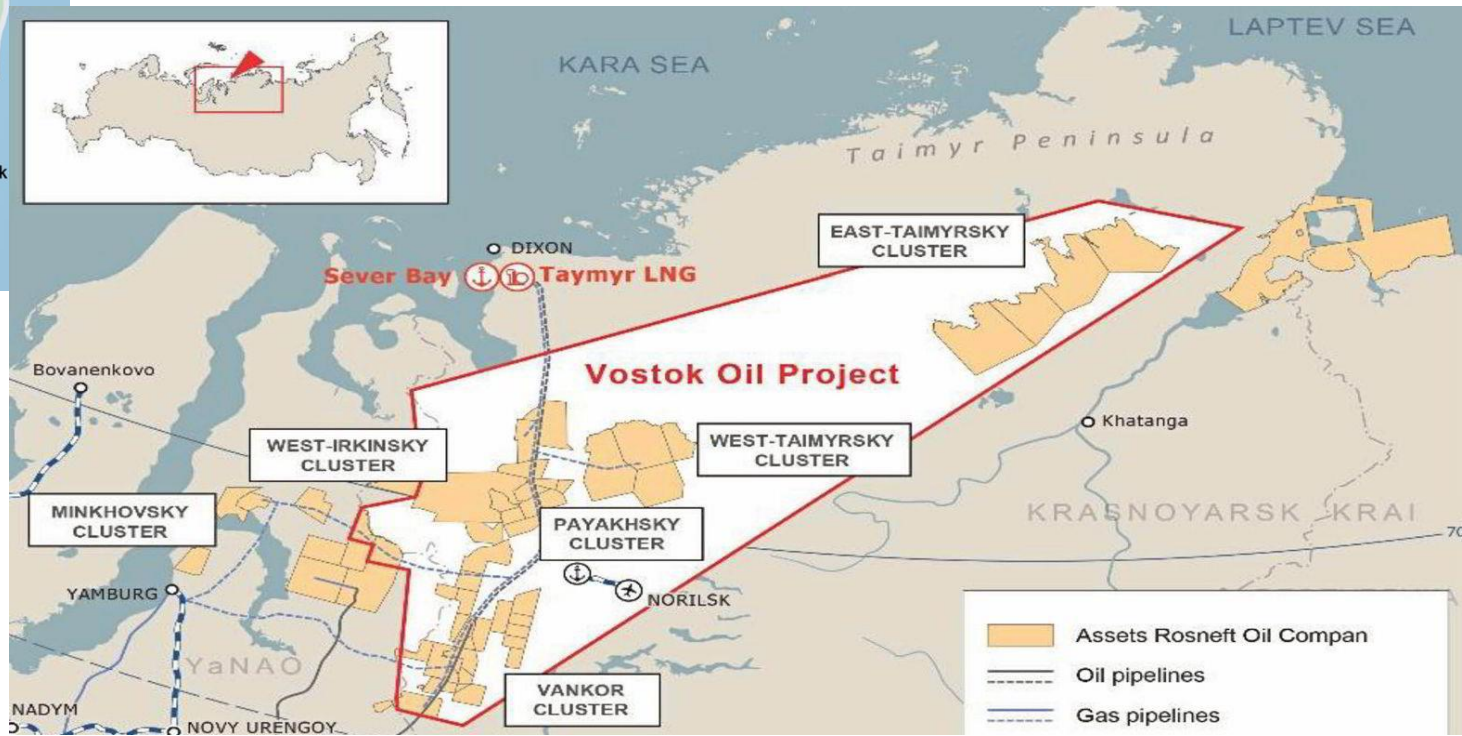 LAPTEV SEA
KARA SEA
Taimyr Peninsula
k
DIXON
Sever Bay
Taymyr LNG
EAST-TAIMYRSKY
CLUSTER
Bovanenkovo
Vostok Oil Project
Khatanga
WEST-IRKINSKY
CLUSTER
WEST-TAIMYRSKY
CLUSTER
MINKHOVSKY
CLUSTER
PAYAKHSKY
CLUSTER
KRASNOYARSK KRAI
70
YAMBURG
NORILSK
YaNAO
VANKOR
CLUSTER
NADYM
NOVY URENGOY
Assets Rosneft Oil Compan
Oil pipelines
Gas pipelines